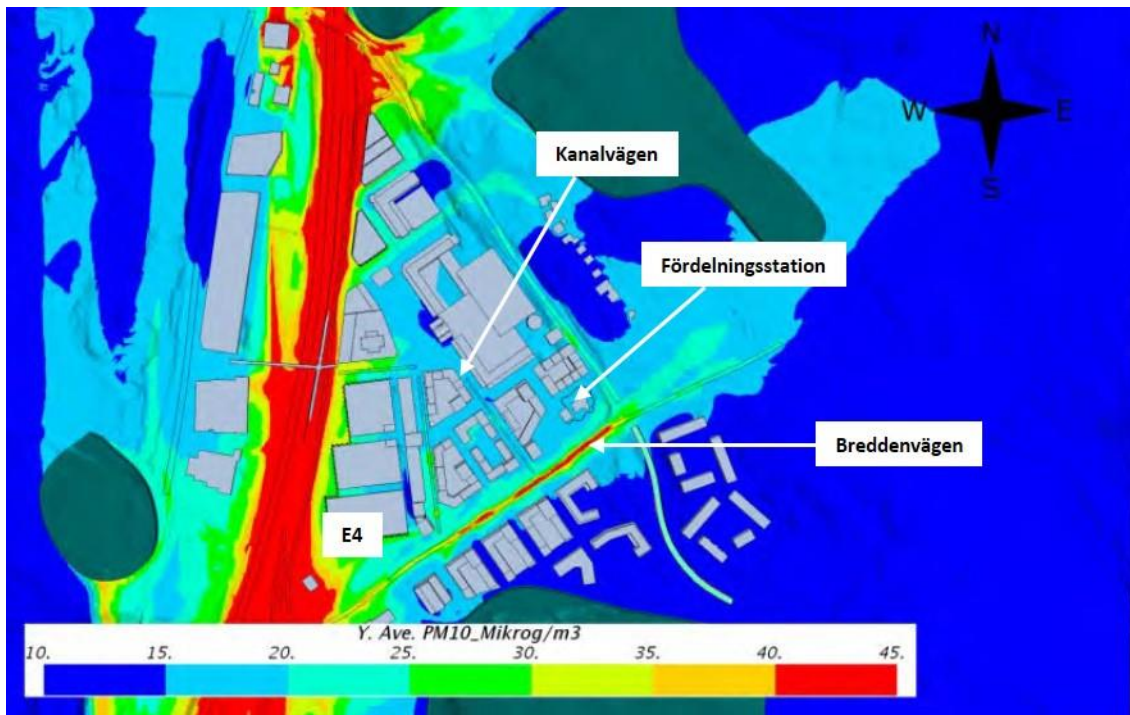 N
W E
S
Kanalvägen
Fördelningsstation
Breddenvägen
E4
Y. Ave. PM10_Mikrog/m3
10. 15. 20. 25. 30. 35. 40. 45.